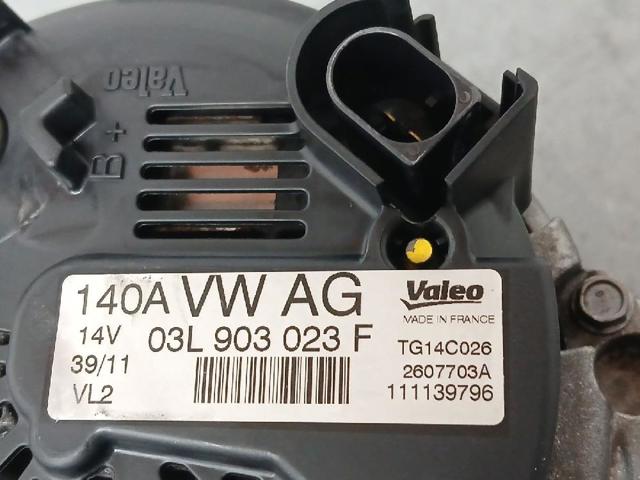 Valeo
B +
140A VW AG
14V 03L 903 023 F
39/11
VL2
Valeo
MADE IN FRANCE
TG14C026
2607703A
111139796